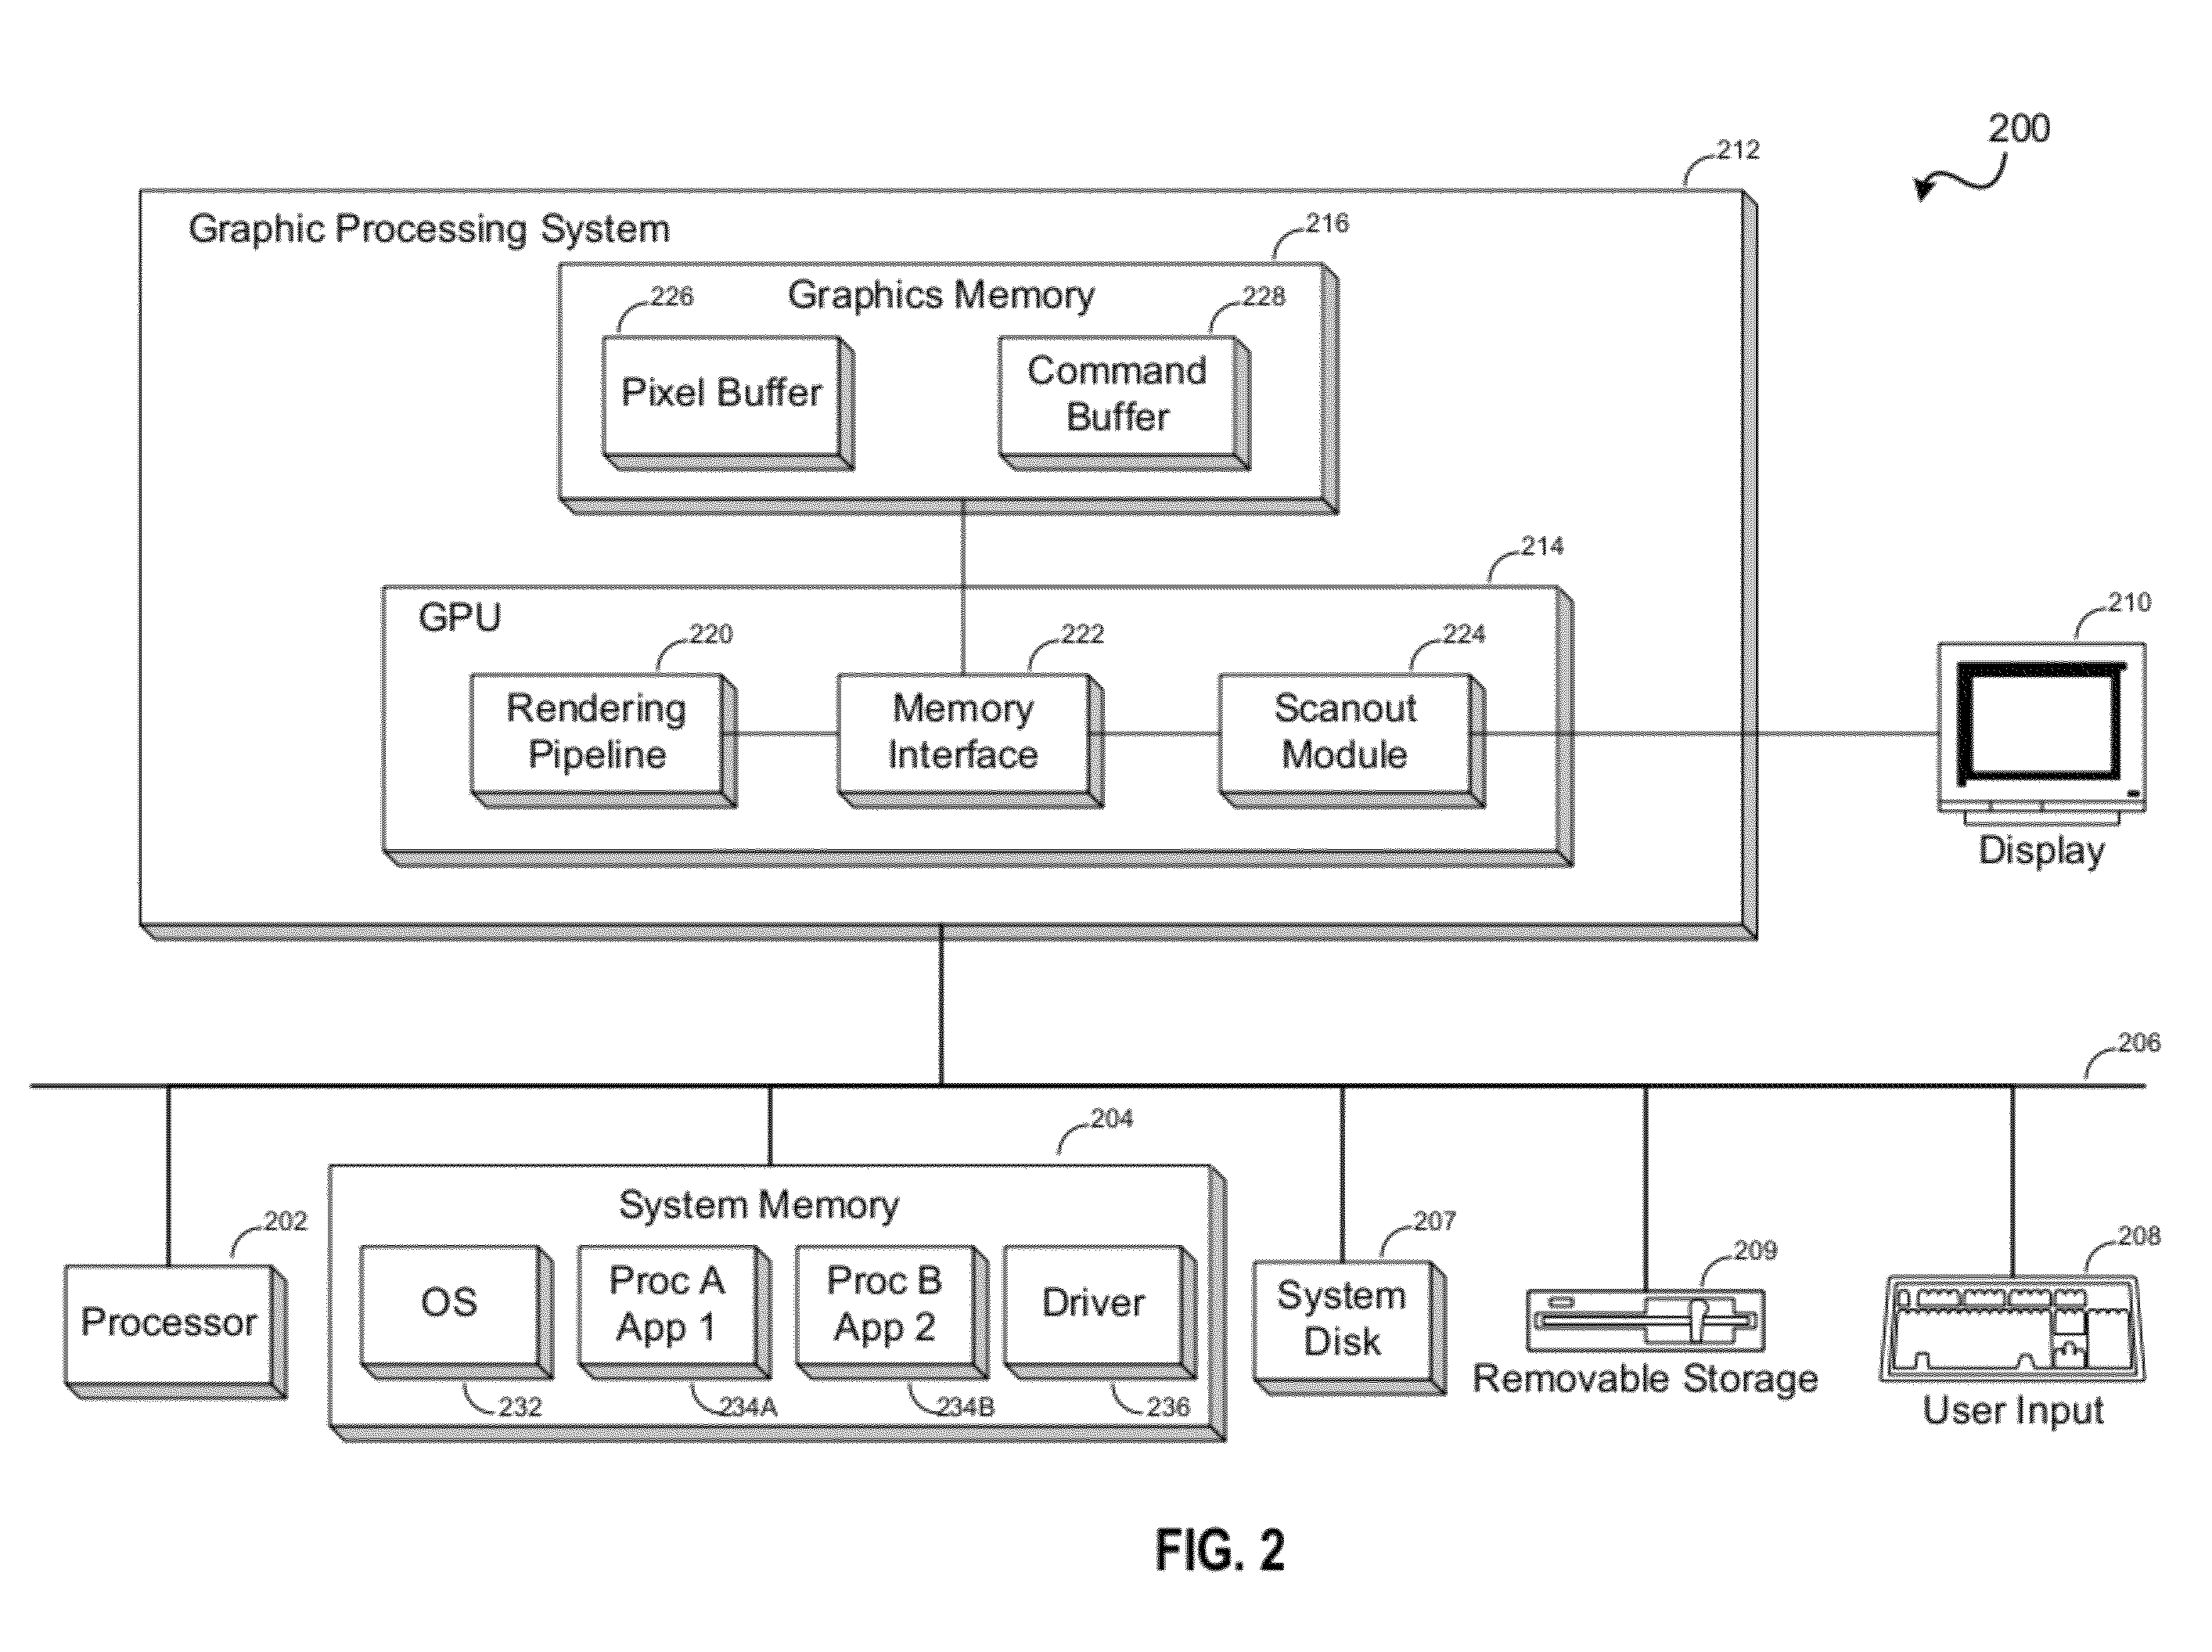 200
212
Graphic Processing System
216
Graphics Memory
226
228
Pixel Buffer
Command
Buffer
214
GPU
220
222
224
210
Rendering
Pipeline
Memory
Interface
Scanout
Module
Display
206
204
System Memory
202
207
209
208
Processor
OS
Proc A
App 1
Proc B
App 2
Driver
System
Disk
Removable Storage
User Input
232
234A
234B
236
FIG. 2